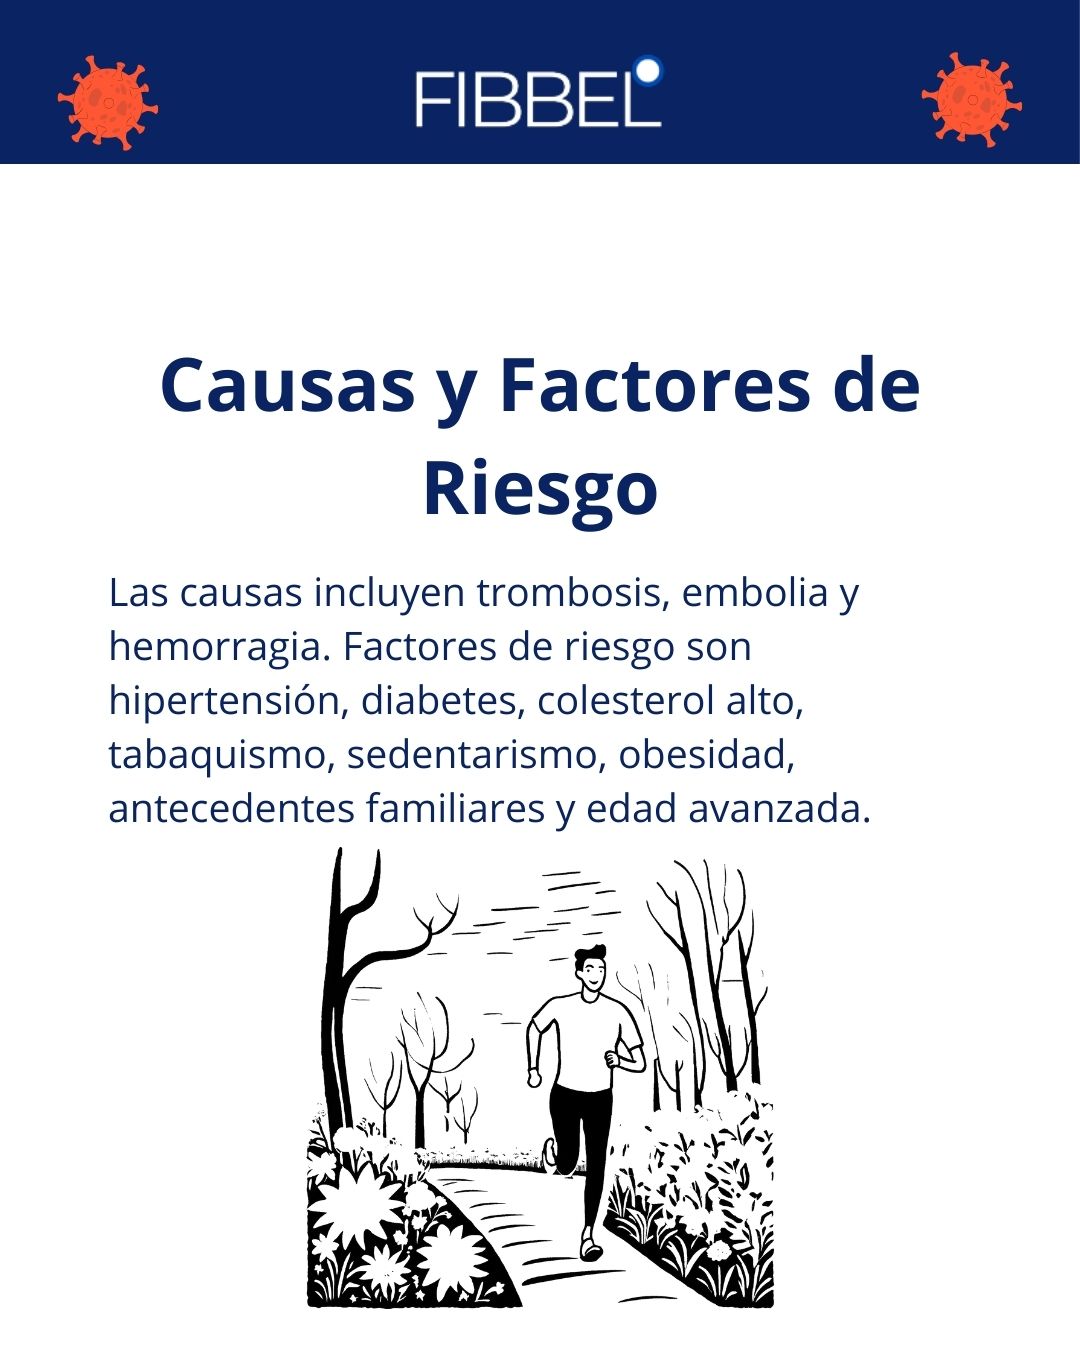 FIBBEL
Causas y Factores de
Riesgo
Las causas incluyen trombosis, embolia y
hemorragia. Factores de riesgo son
hipertensión, diabetes, colesterol alto,
tabaquismo, sedentarismo, obesidad,
antecedentes familiares y edad avanzada.